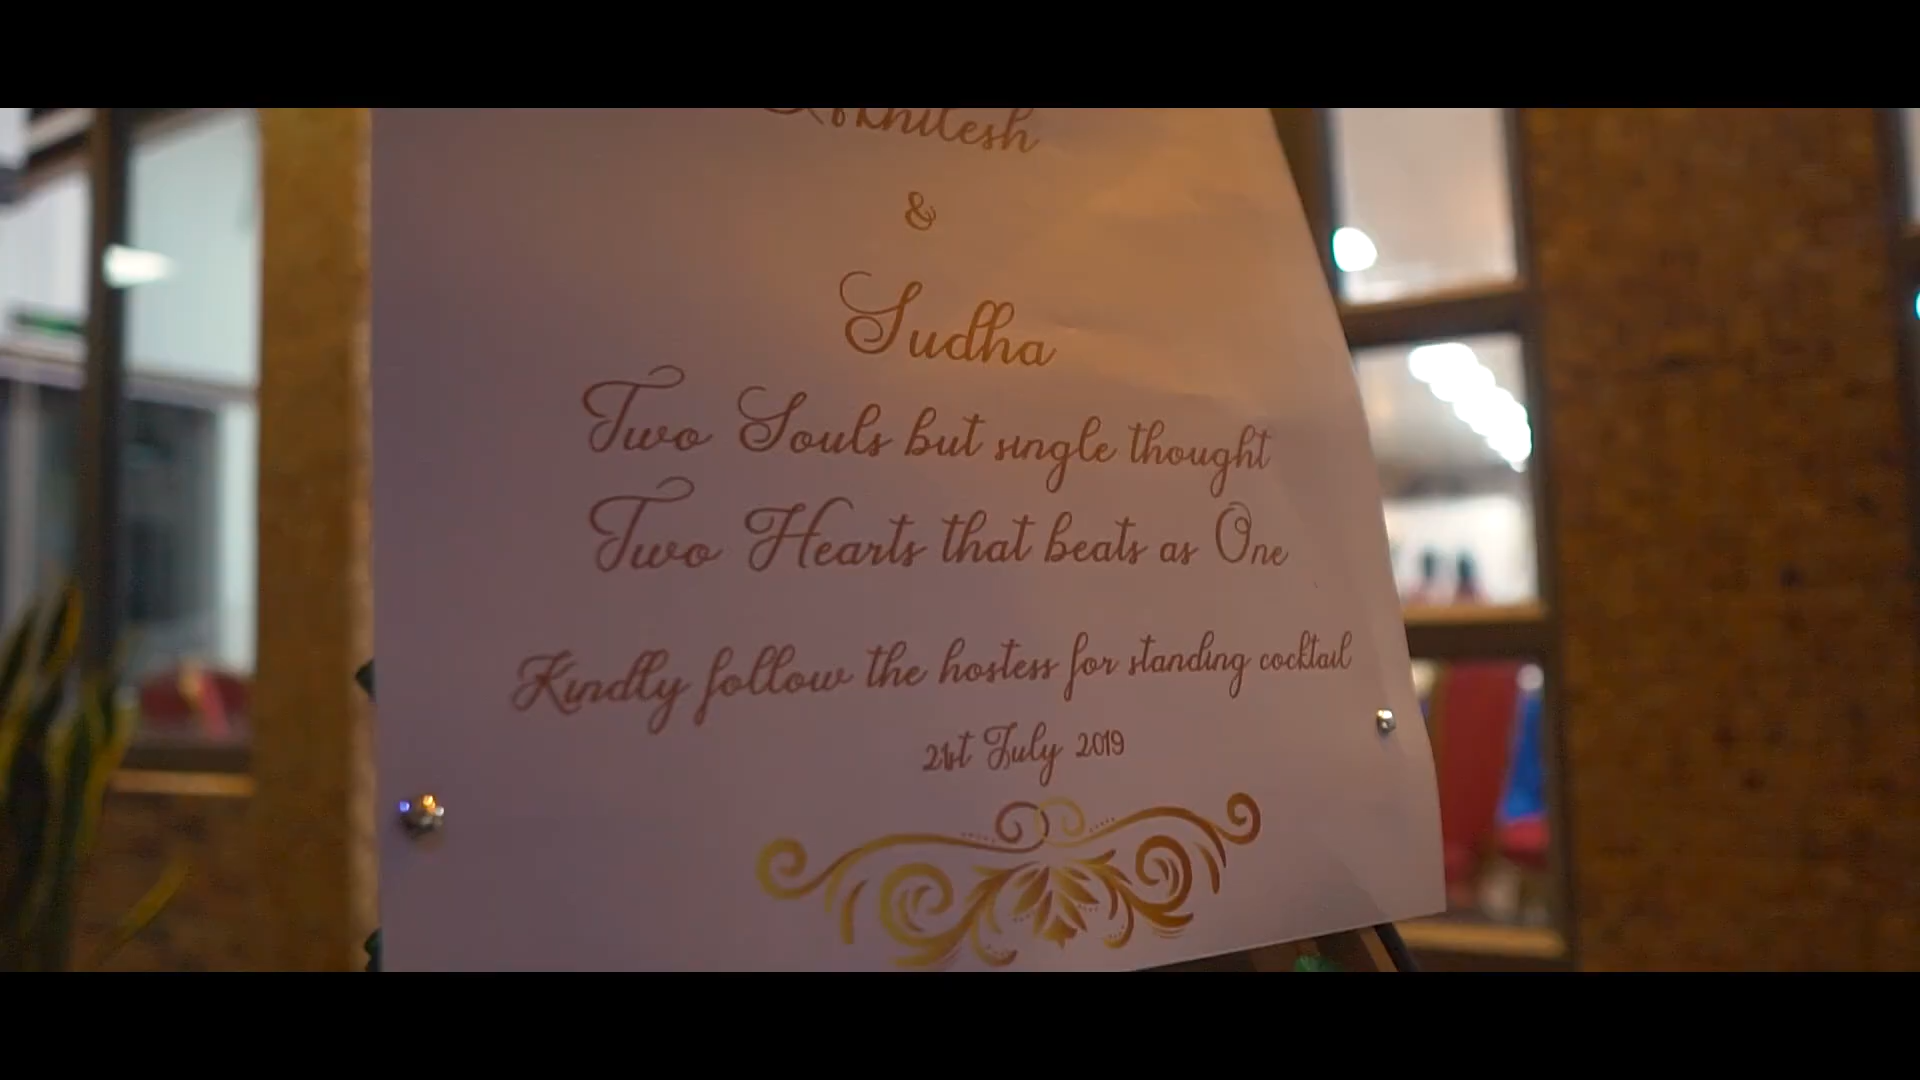 &
Sudha
Two Souls but single thought
Two Hearts that beats as One
Kindly follow the hostess for standing cocktail
21st July 2019